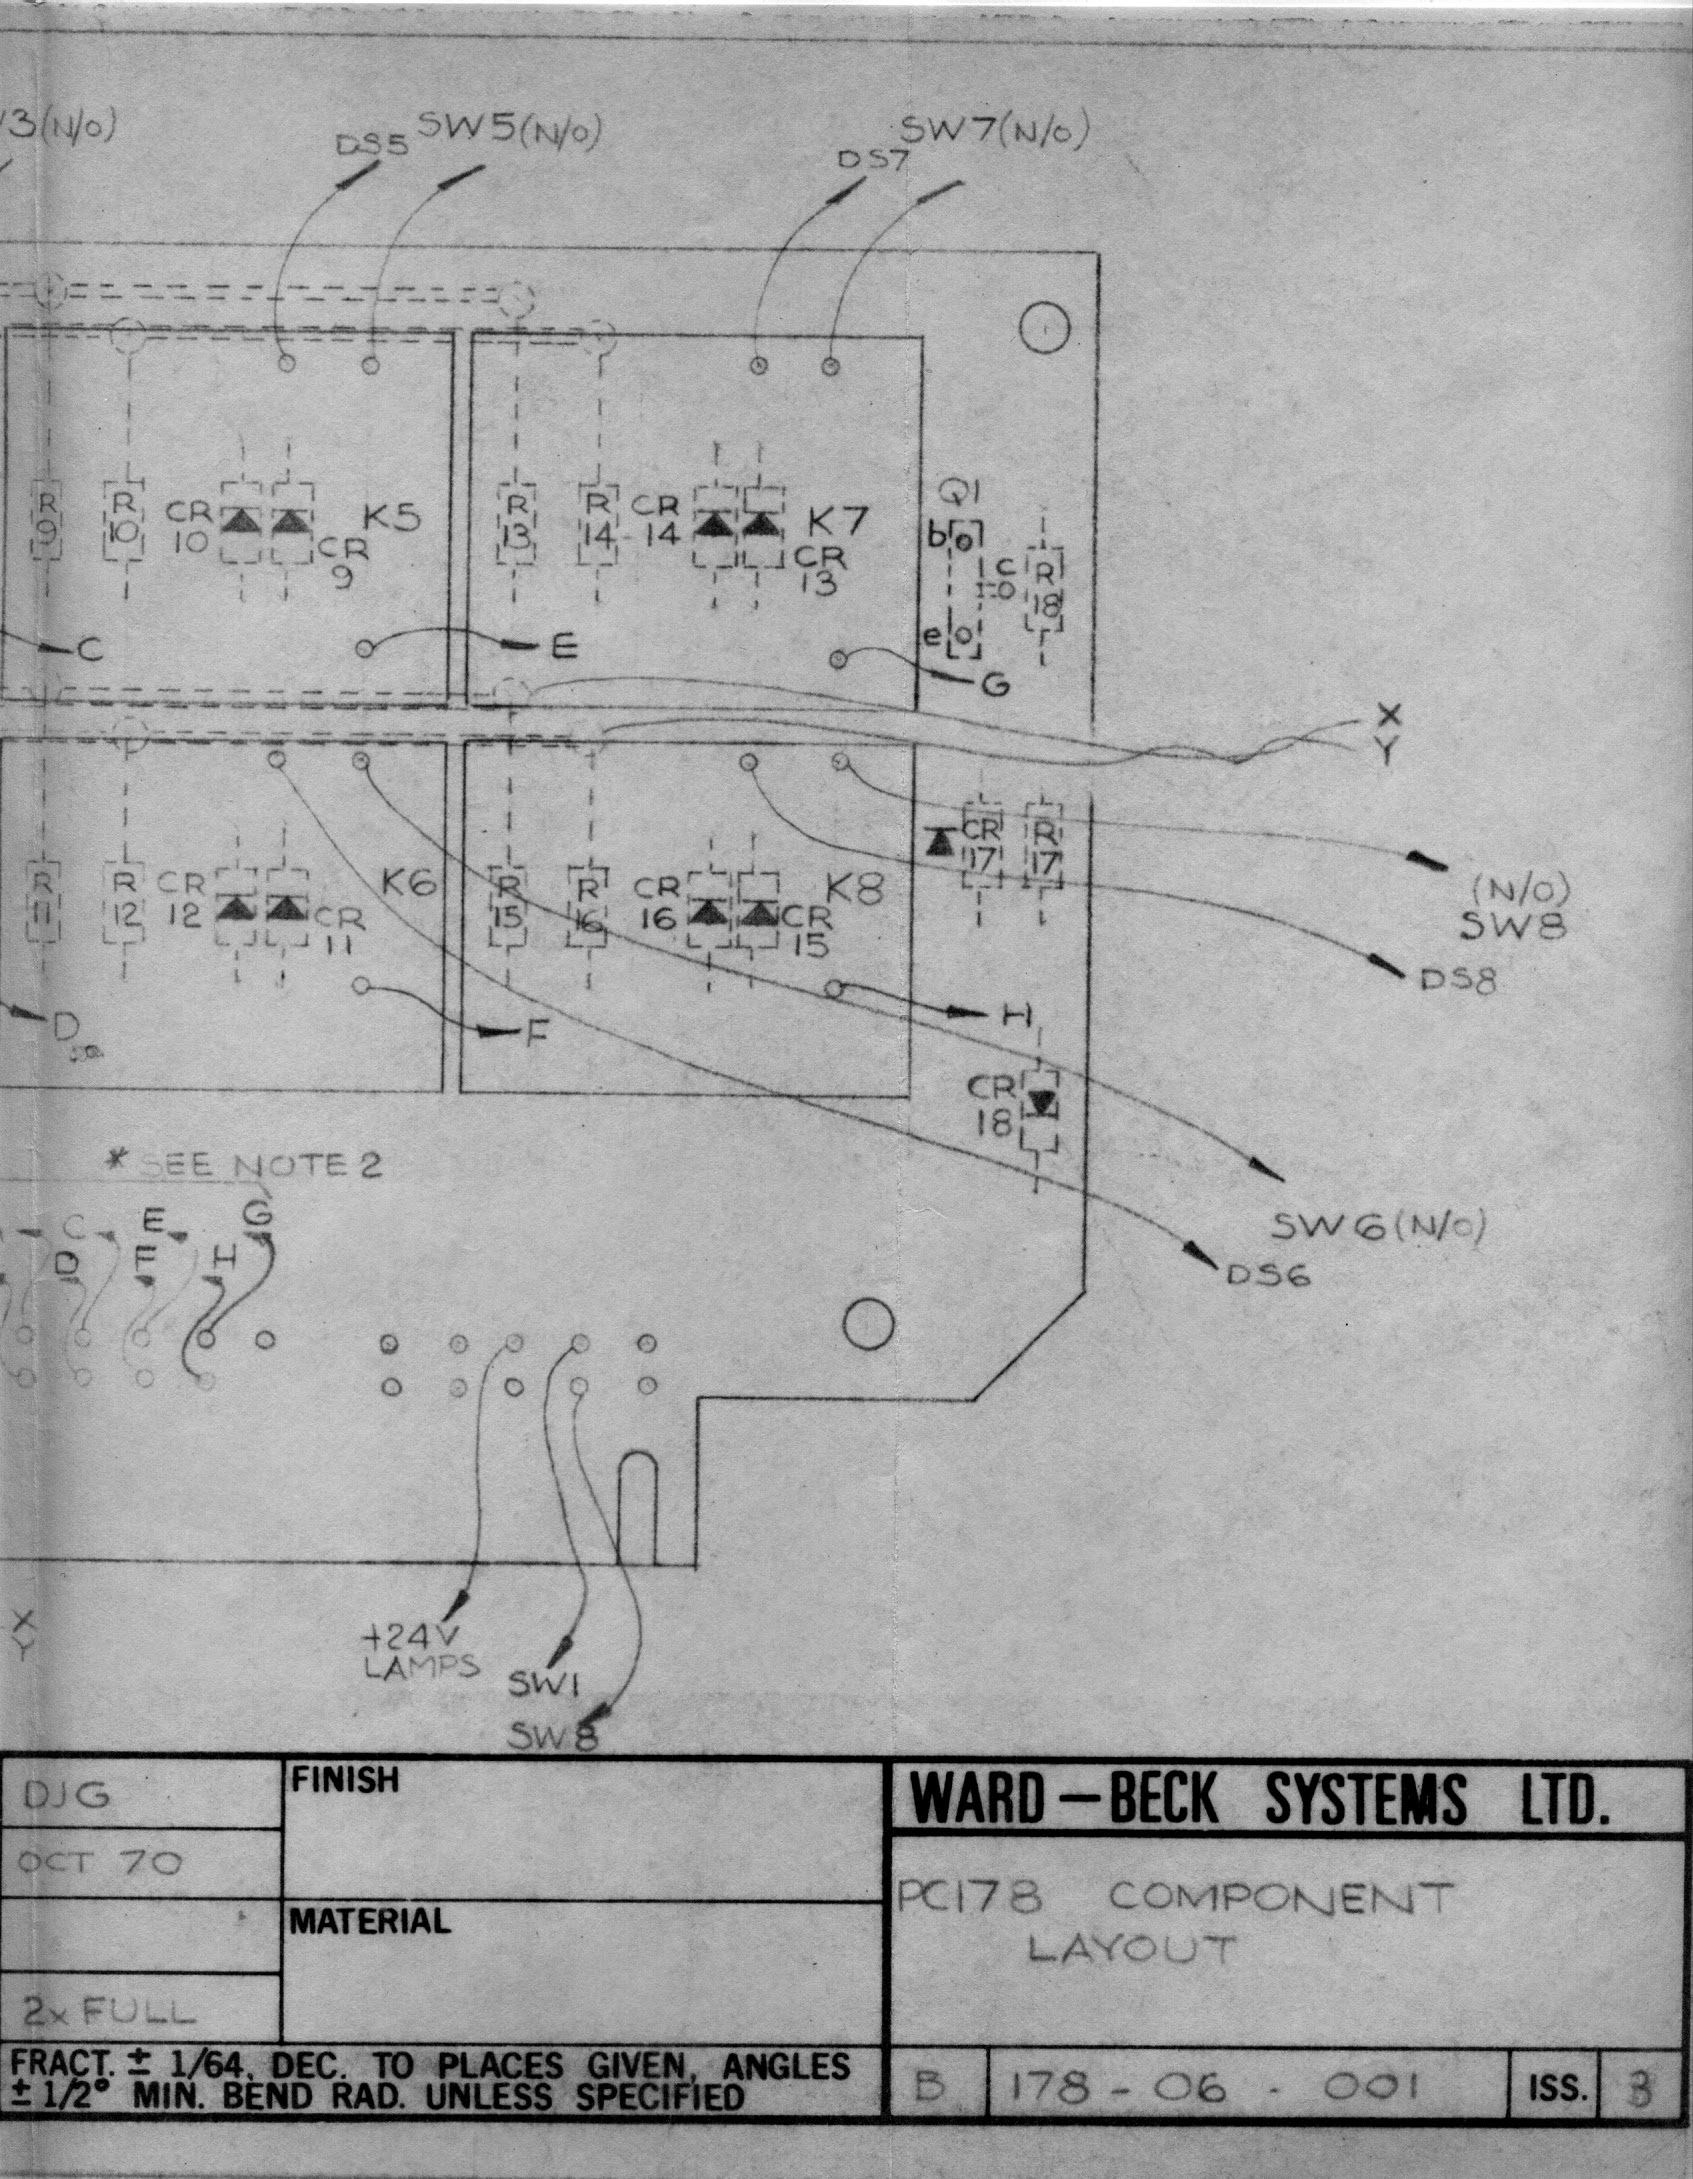 3(N/O)
DS5 SW5(N/O)
DS7 SW7(N/O)
R 9
R 10
CR 10
CR 9
K5
R 13
R 14
CR 14
CR 13
K7
Q1
b
c
e
R 18
C
E
G
X
Y
R 11
R 12
CR 12
CR 11
K6
R 15
R 16
CR 16
CR 15
K8
CR 17
R 17
(N/O)
SW8
DS8
D
F
H
CR 18
* SEE NOTE 2
C E G
D F H
SW6(N/O)
DS6
X
Y
+24V
LAMPS
SW1
SW8
DJG
FINISH
WARD-BECK SYSTEMS LTD.
OCT 70
PC178 COMPONENT
LAYOUT
MATERIAL
2x FULL
FRACT. ± 1/64, DEC. TO PLACES GIVEN, ANGLES
± 1/2° MIN. BEND RAD. UNLESS SPECIFIED
B 178-06-001 ISS. 3